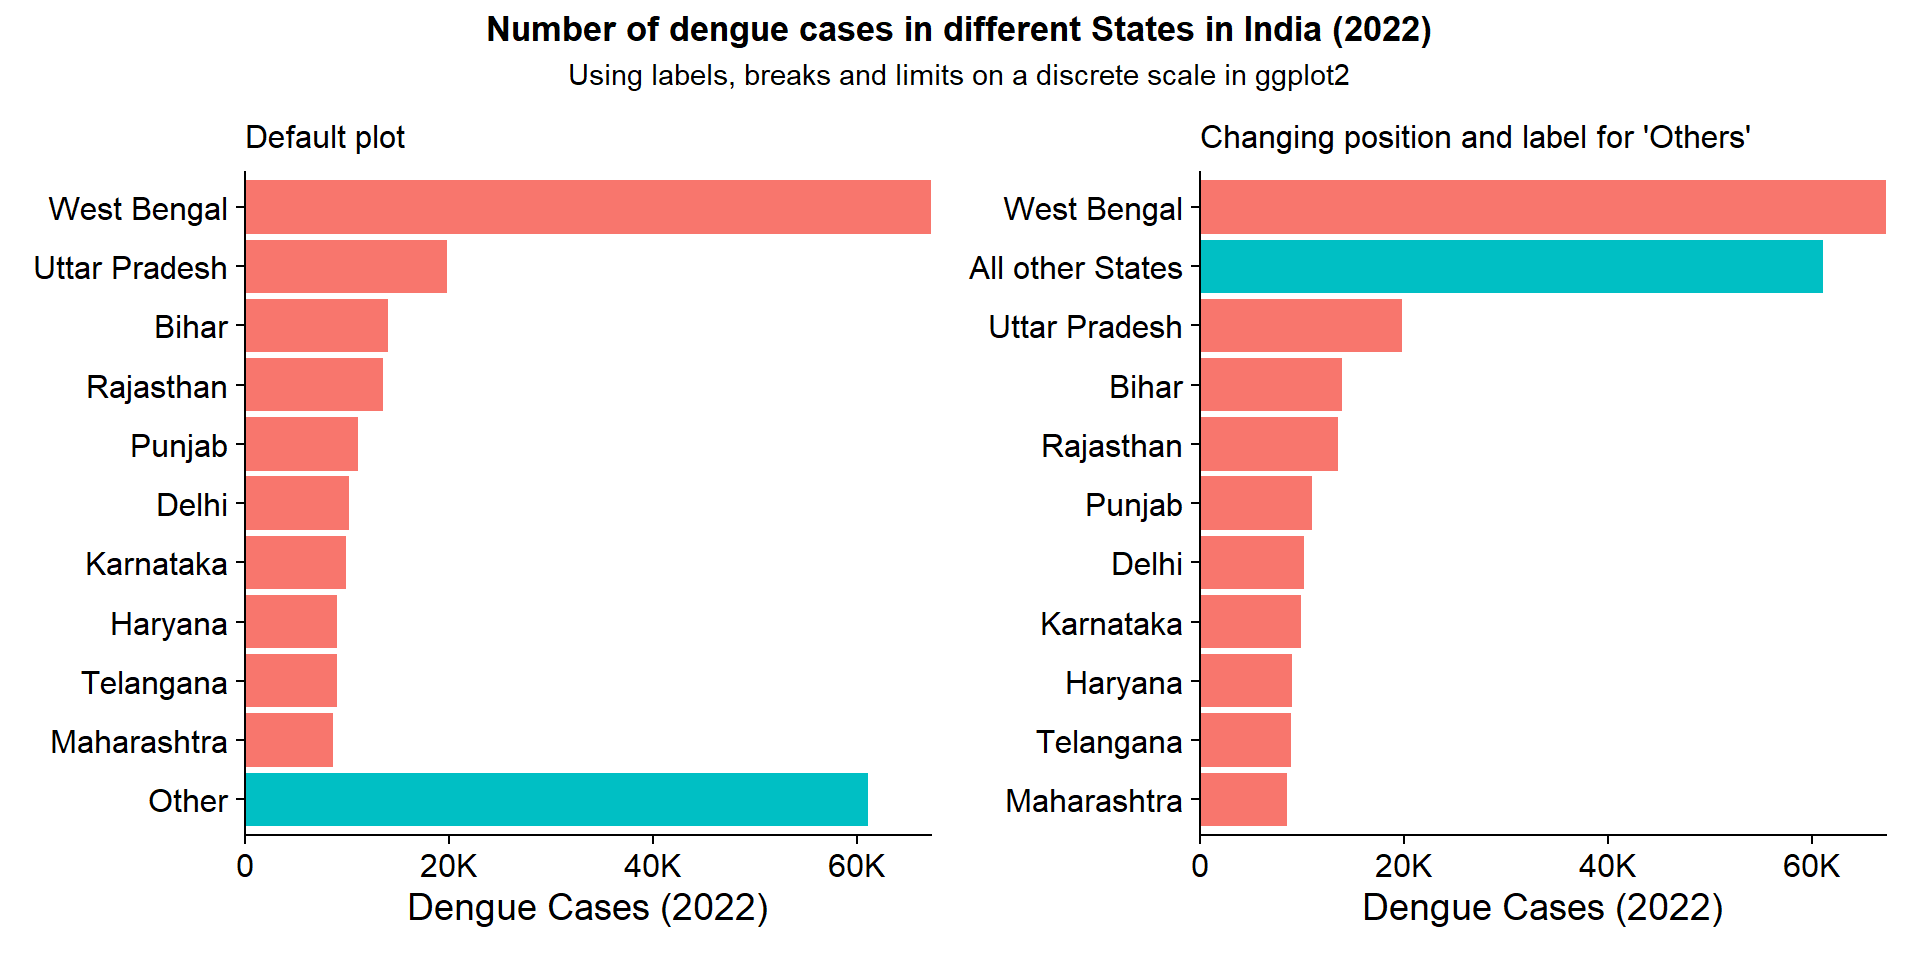 Number of dengue cases in different States in India (2022)
Using labels, breaks and limits on a discrete scale in ggplot2
Default plot
West Bengal
Uttar Pradesh
Bihar
Rajasthan
Punjab
Delhi
Karnataka
Haryana
Telangana
Maharashtra
Other
0 20K 40K 60K
Dengue Cases (2022)
Changing position and label for 'Others'
West Bengal
All other States
Uttar Pradesh
Bihar
Rajasthan
Punjab
Delhi
Karnataka
Haryana
Telangana
Maharashtra
0 20K 40K 60K
Dengue Cases (2022)